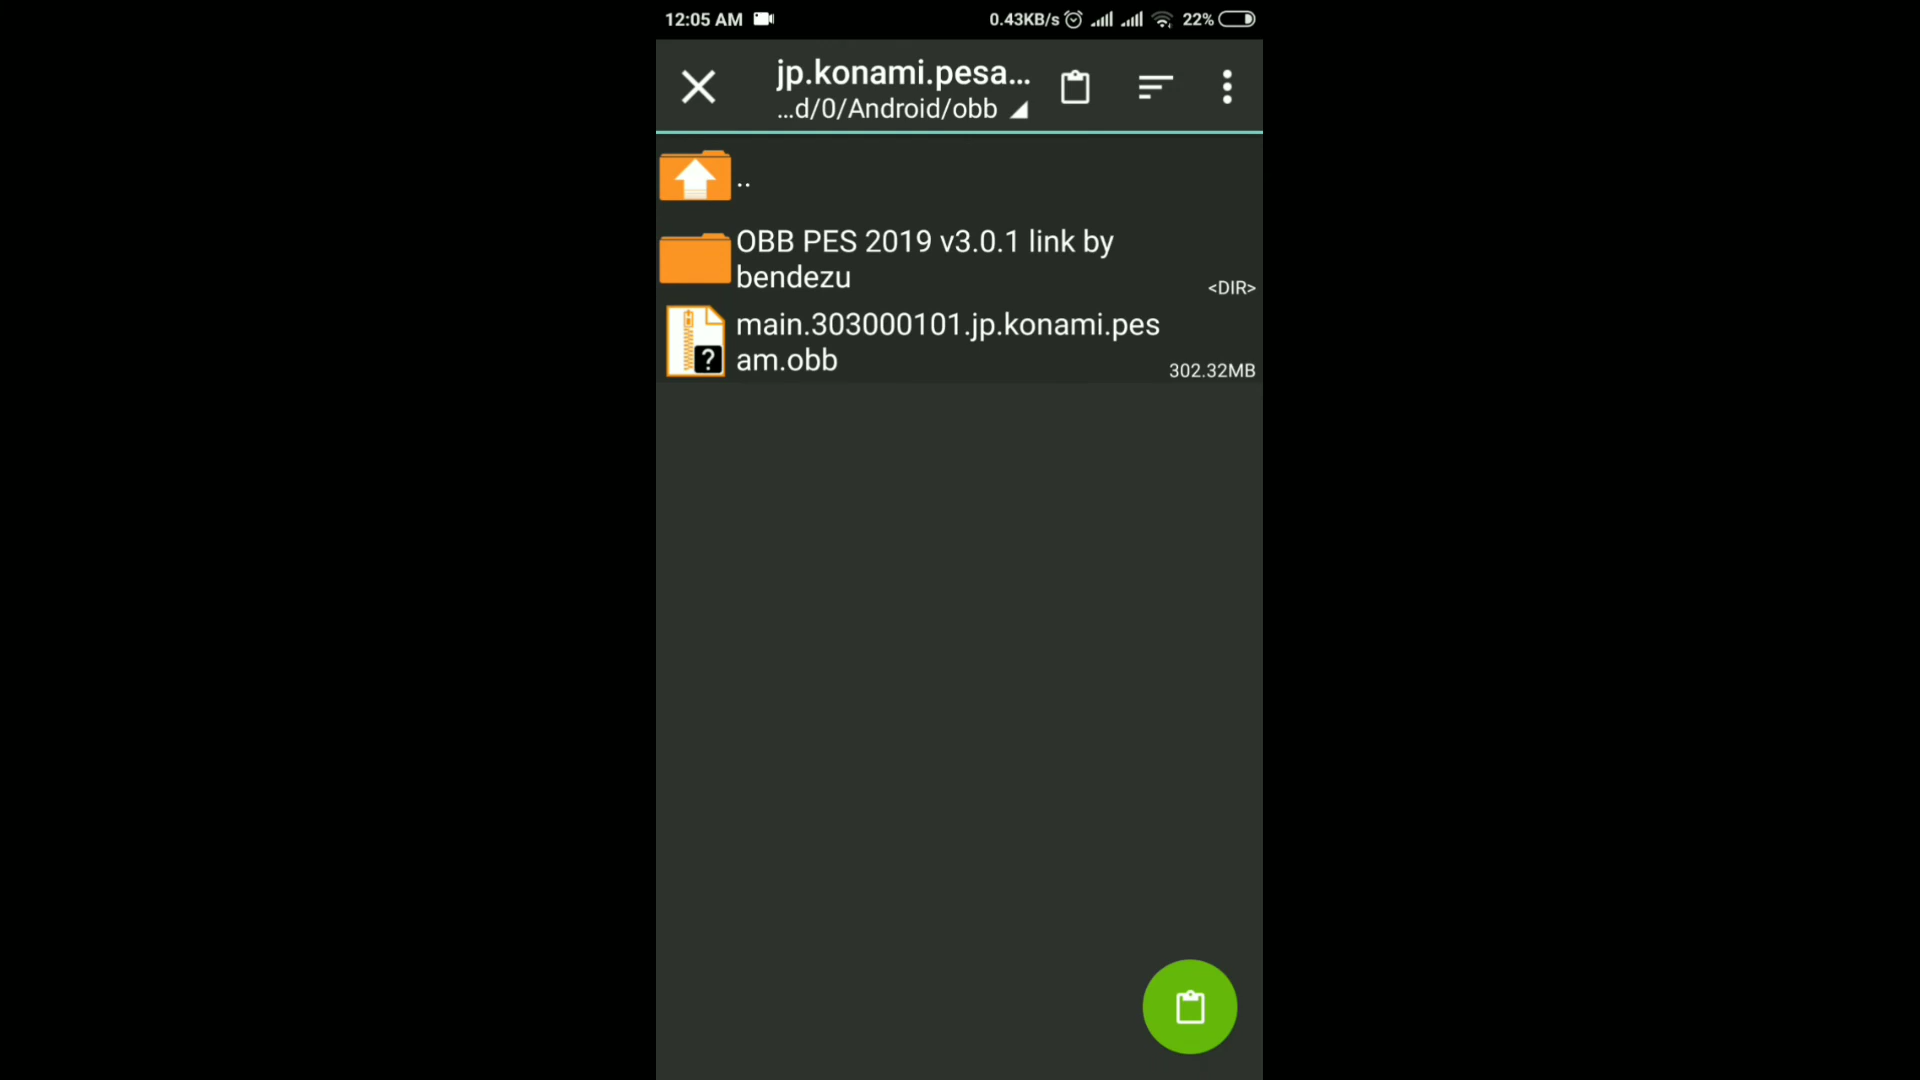 12:05 AM 0.43KB/s 22%
jp.konami.pesa...
...d/0/Android/obb
..
OBB PES 2019 v3.0.1 link by
bendezu
<DIR>
main.303000101.jp.konami.pes
am.obb
302.32MB